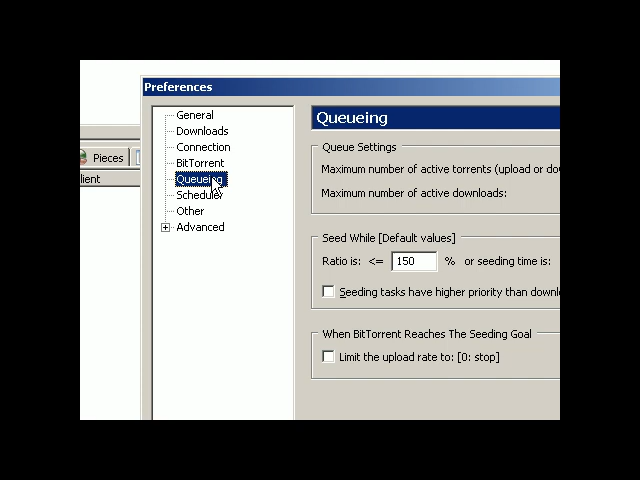 Preferences
General
Downloads
Connection
BitTorrent
Queueing
Scheduler
Other
Advanced
Pieces
lient
Queueing
Queue Settings
Maximum number of active torrents (upload or dow
Maximum number of active downloads:
Seed While [Default values]
Ratio is: <= 150 % or seeding time is:
Seeding tasks have higher priority than downl
When BitTorrent Reaches The Seeding Goal
Limit the upload rate to: [0: stop]